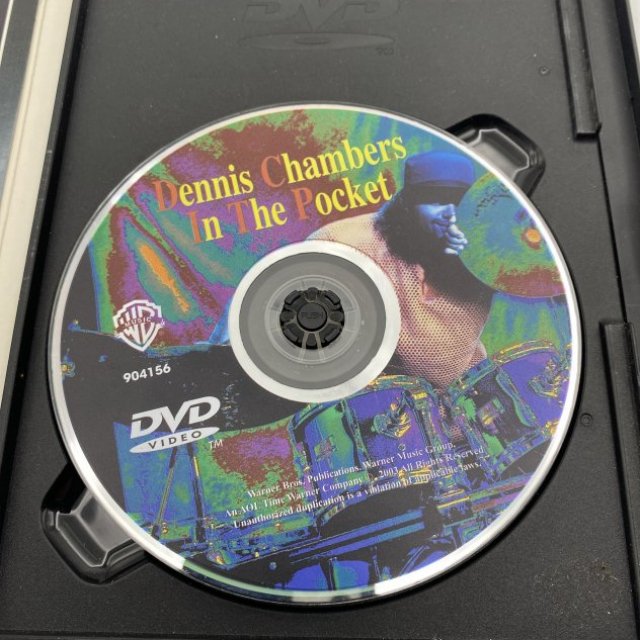 DVD
Dennis Chambers
In The Pocket
904156
DVD
VIDEO
TM
Warner Bros. Publications. Warner Music Group.
An AOL Time Warner Company 2003 All Rights Reserved
Unauthorized duplication is a violation of applicable laws.